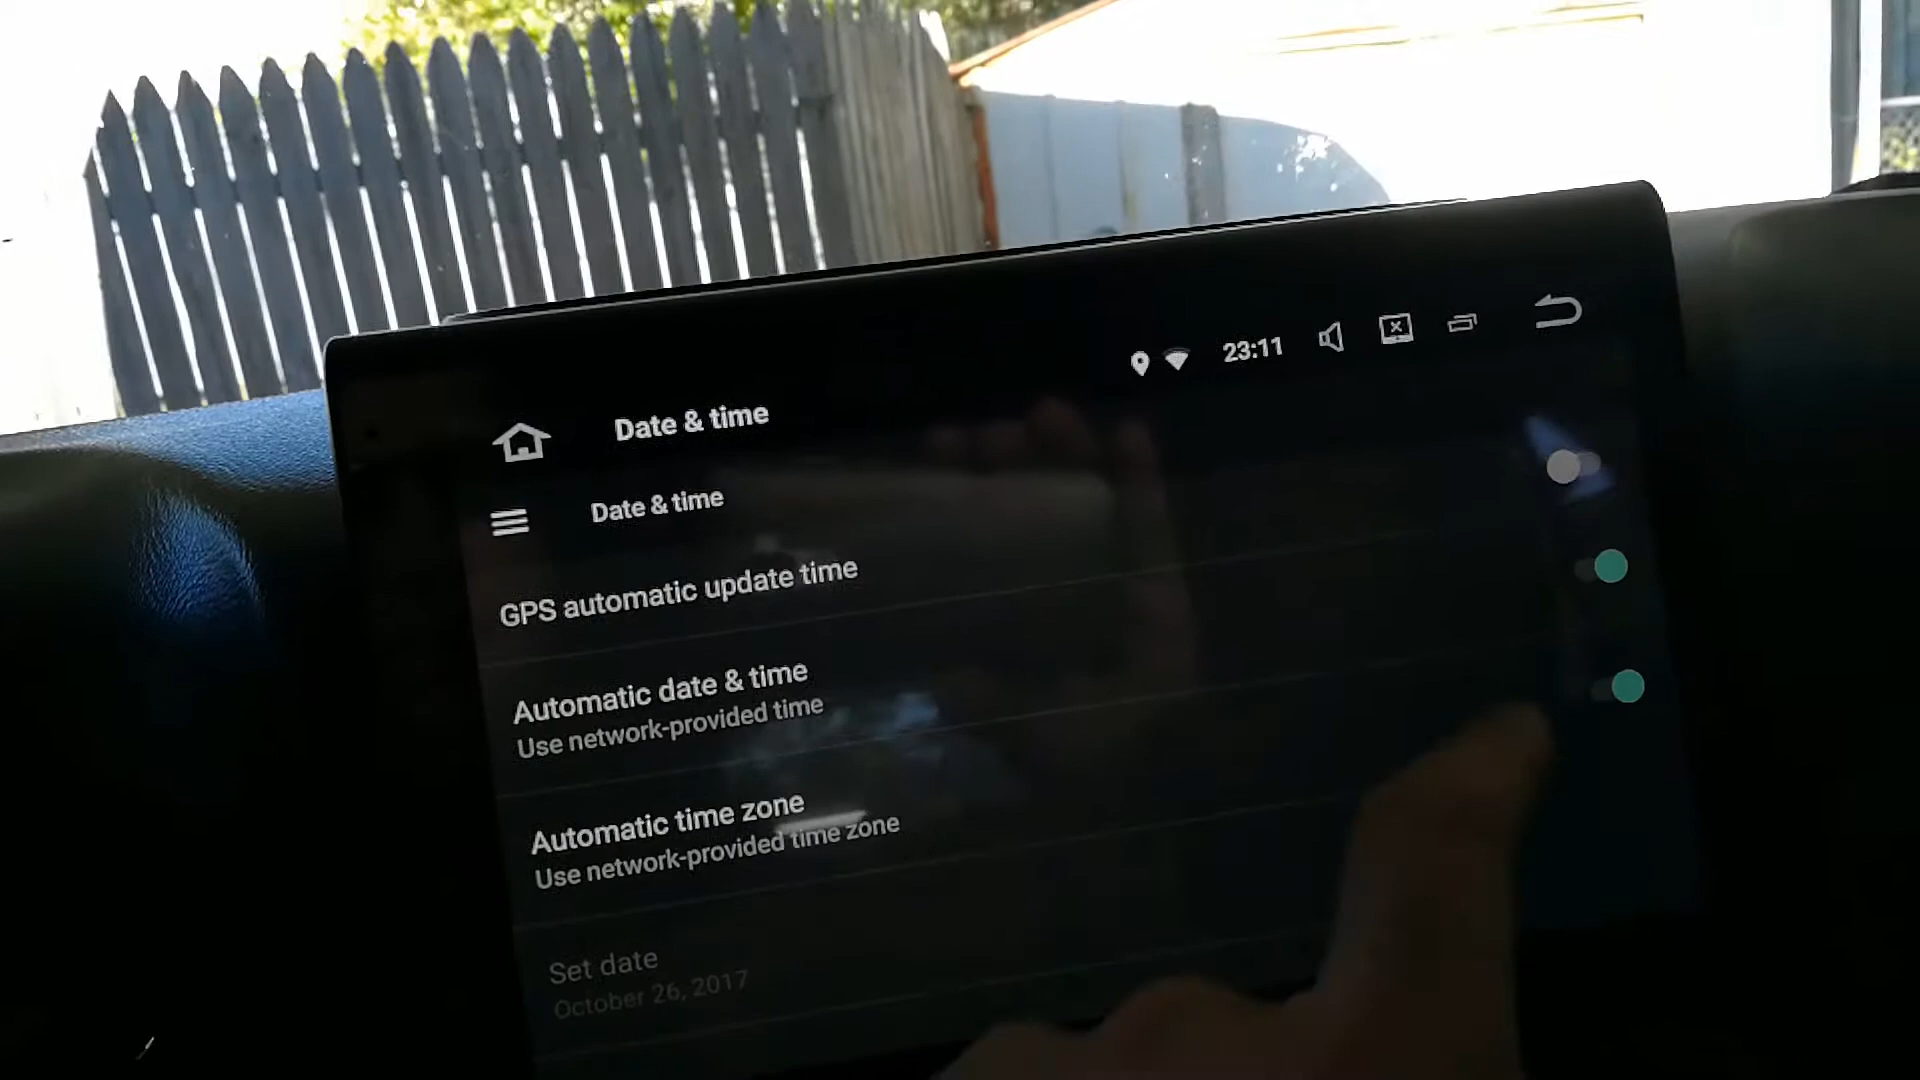 23:11
Date & time
Date & time
GPS automatic update time
Automatic date & time
Use network-provided time
Automatic time zone
Use network-provided time zone
Set date
October 26, 2017